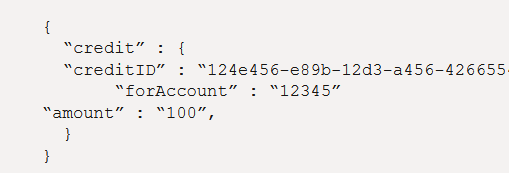 {
“credit” : {
“creditID” : “124e456-e89b-12d3-a456-426655
“forAccount” : “12345”
“amount” : “100”,
}
}